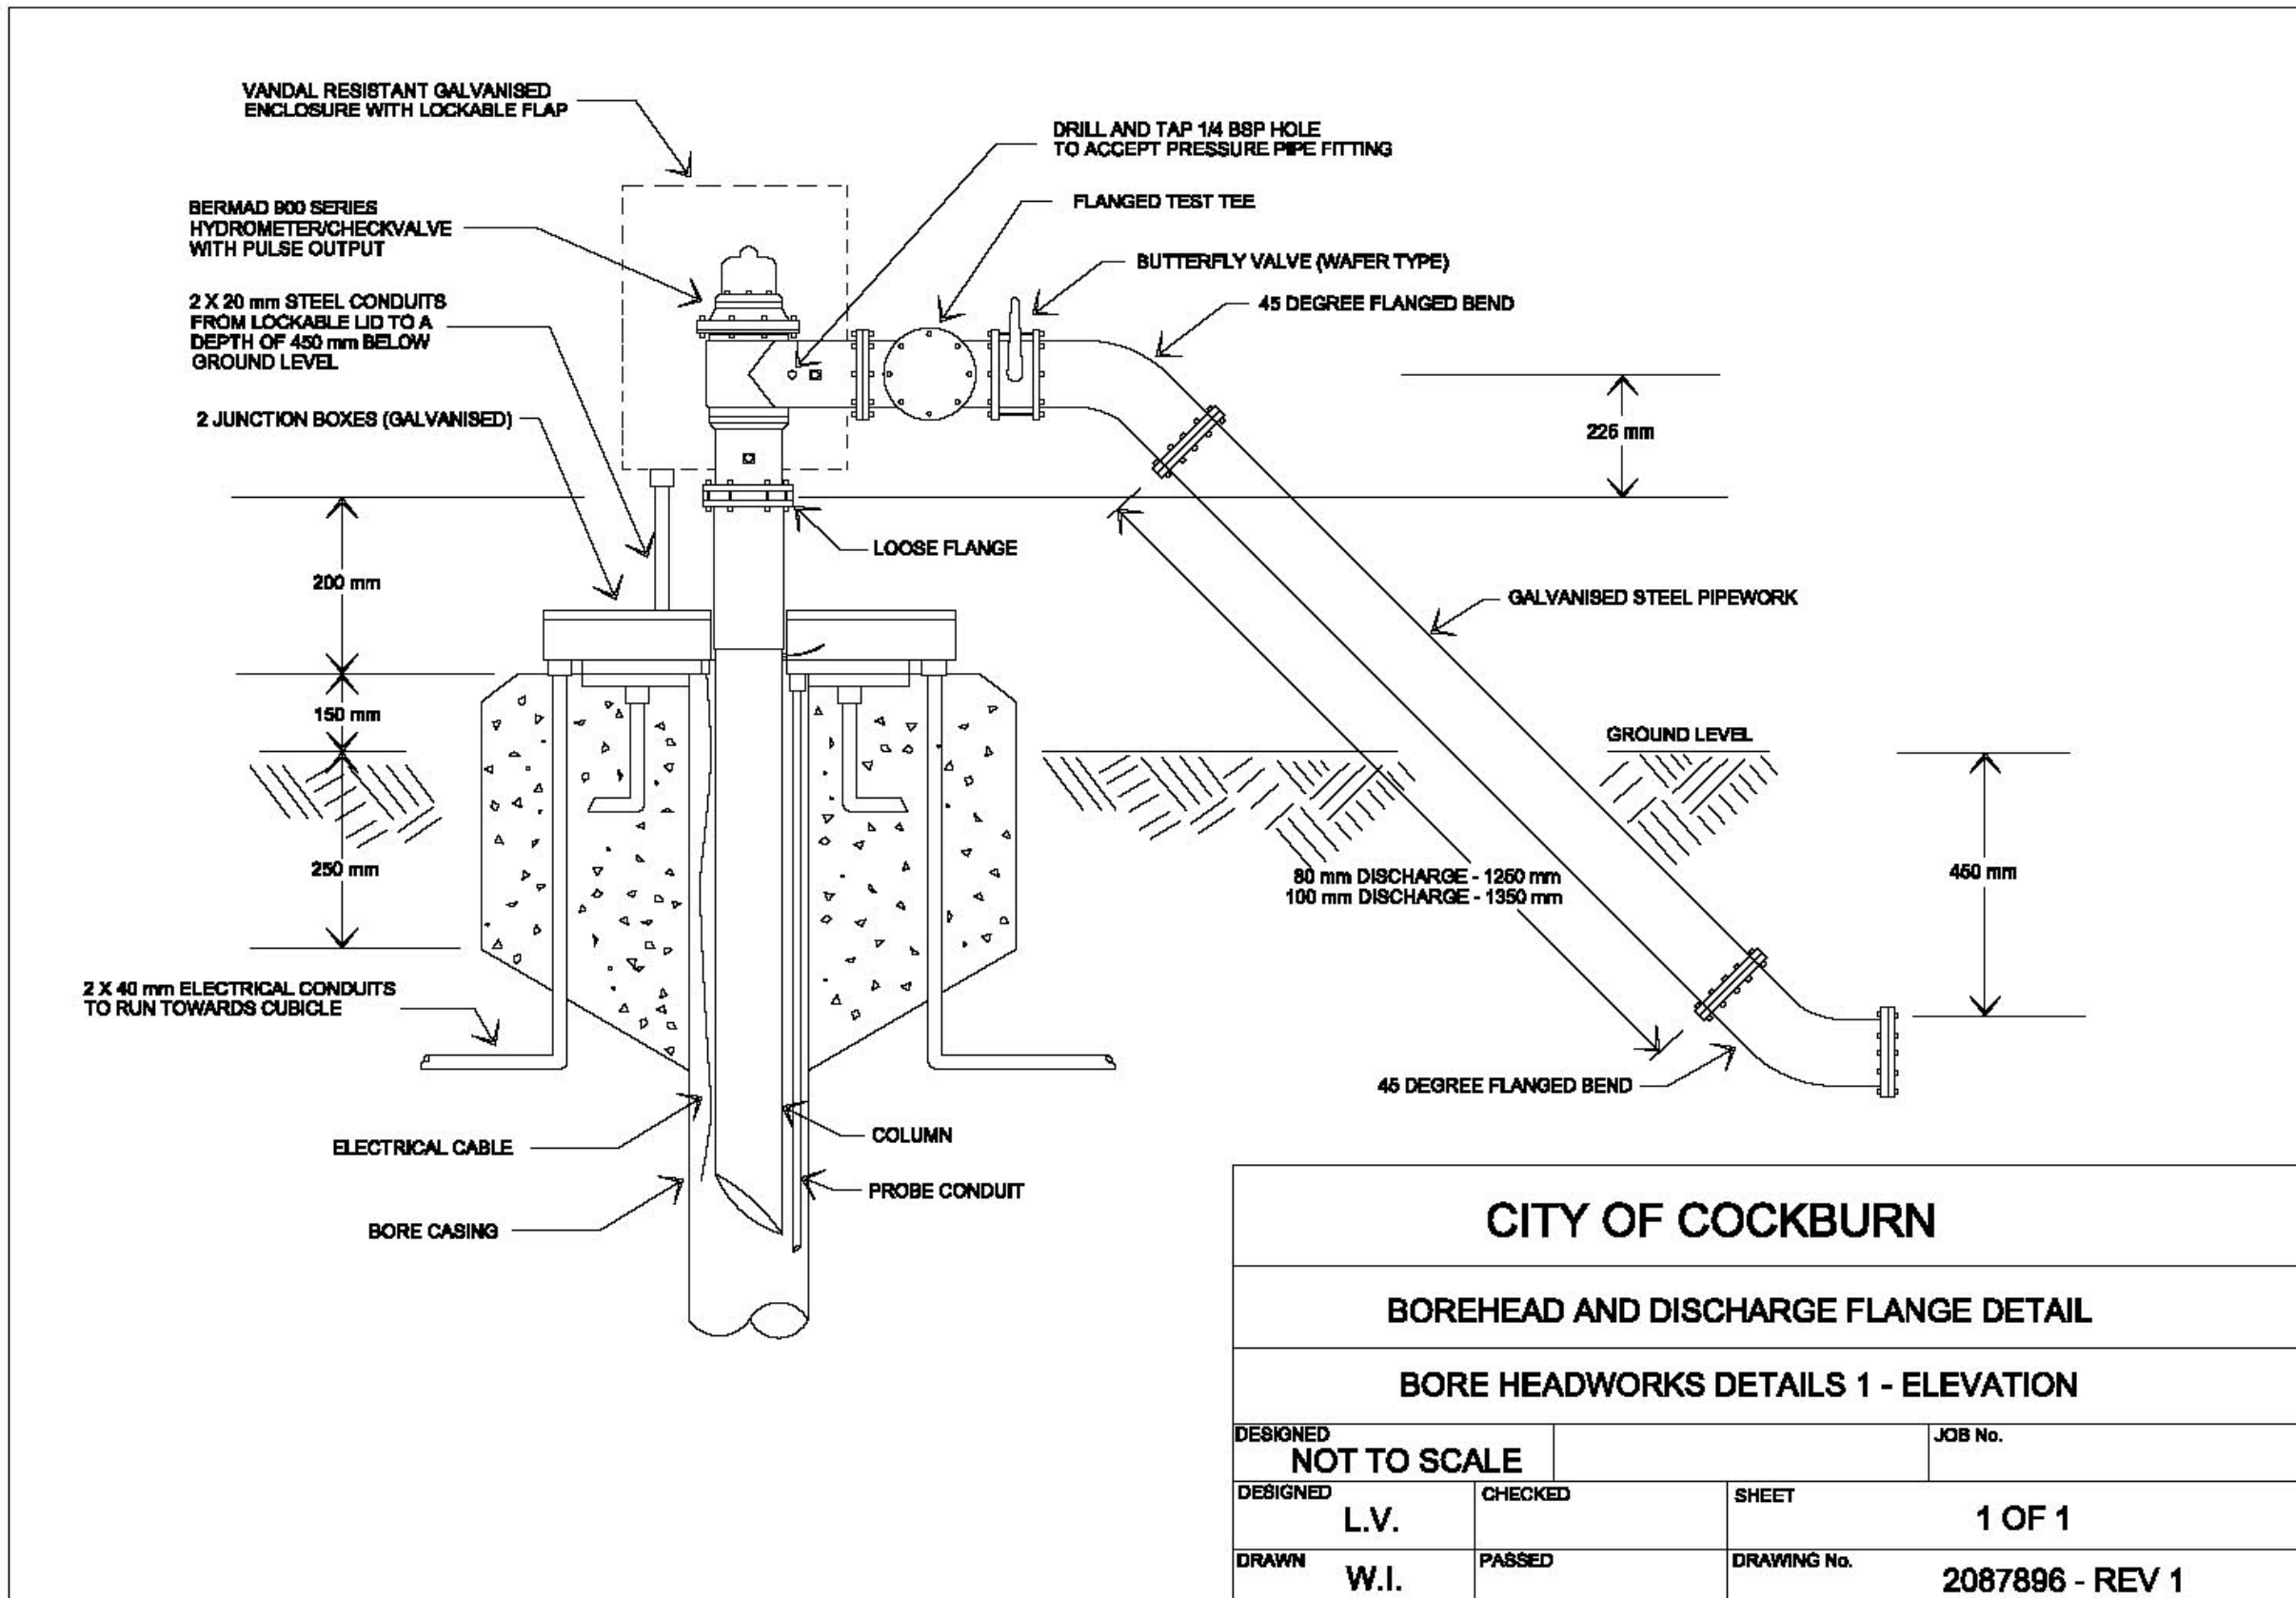 VANDAL RESISTANT GALVANISED
ENCLOSURE WITH LOCKABLE FLAP
DRILL AND TAP 1/4 BSP HOLE
TO ACCEPT PRESSURE PIPE FITTING
FLANGED TEST TEE
BERMAD 900 SERIES
HYDROMETER/CHECKVALVE
WITH PULSE OUTPUT
BUTTERFLY VALVE (WAFER TYPE)
45 DEGREE FLANGED BEND
2 X 20 mm STEEL CONDUITS
FROM LOCKABLE LID TO A
DEPTH OF 450 mm BELOW
GROUND LEVEL
2 JUNCTION BOXES (GALVANISED)
225 mm
LOOSE FLANGE
200 mm
GALVANISED STEEL PIPEWORK
150 mm
GROUND LEVEL
250 mm
80 mm DISCHARGE - 1250 mm
100 mm DISCHARGE - 1350 mm
450 mm
2 X 40 mm ELECTRICAL CONDUITS
TO RUN TOWARDS CUBICLE
45 DEGREE FLANGED BEND
ELECTRICAL CABLE
COLUMN
PROBE CONDUIT
BORE CASING
CITY OF COCKBURN
BOREHEAD AND DISCHARGE FLANGE DETAIL
BORE HEADWORKS DETAILS 1 - ELEVATION
DESIGNED
NOT TO SCALE
JOB No.
DESIGNED
L.V.
CHECKED
SHEET
1 OF 1
DRAWN
W.I.
PASSED
DRAWING No.
2087896 - REV 1